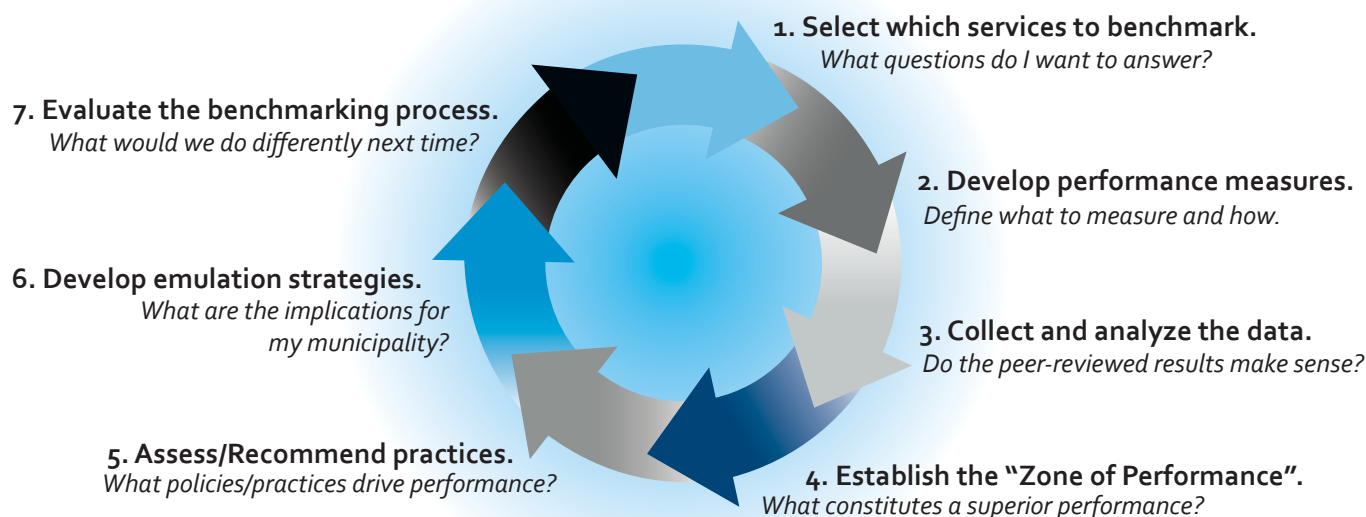 1. Select which services to benchmark.
What questions do I want to answer?
2. Develop performance measures.
Define what to measure and how.
3. Collect and analyze the data.
Do the peer-reviewed results make sense?
4. Establish the “Zone of Performance”.
What constitutes a superior performance?
5. Assess/Recommend practices.
What policies/practices drive performance?
6. Develop emulation strategies.
What are the implications for
my municipality?
7. Evaluate the benchmarking process.
What would we do differently next time?